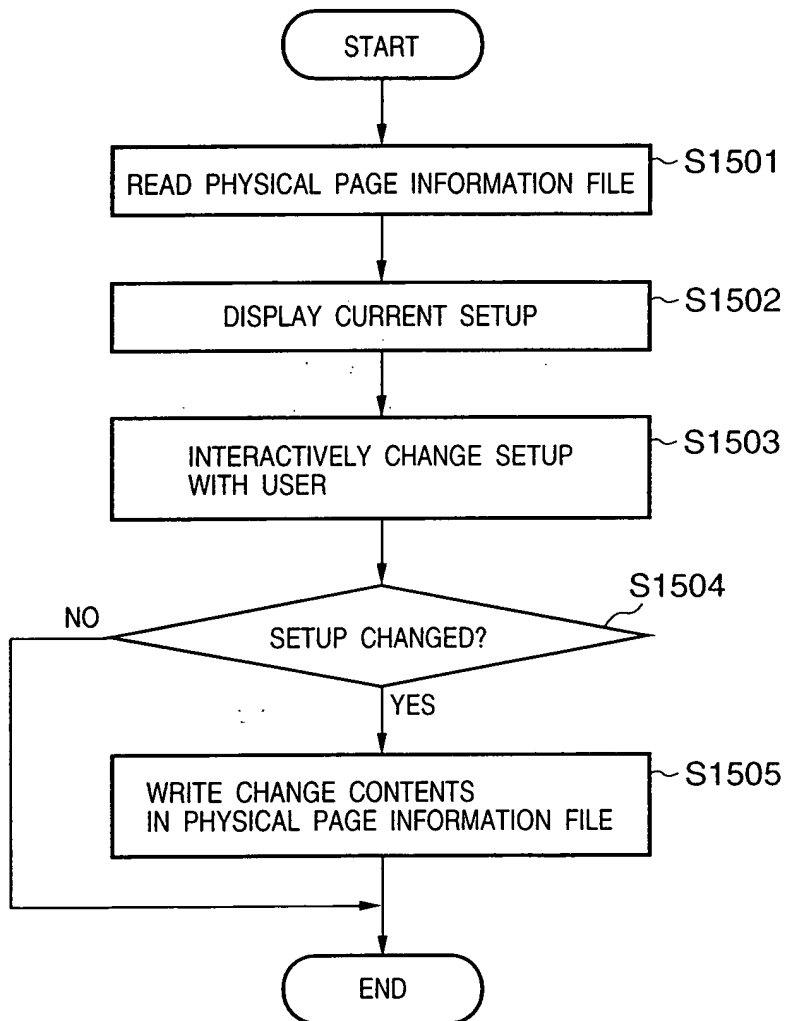 START
S1501
READ PHYSICAL PAGE INFORMATION FILE
S1502
DISPLAY CURRENT SETUP
S1503
INTERACTIVELY CHANGE SETUP
WITH USER
S1504
NO
SETUP CHANGED?
YES
S1505
WRITE CHANGE CONTENTS
IN PHYSICAL PAGE INFORMATION FILE
END